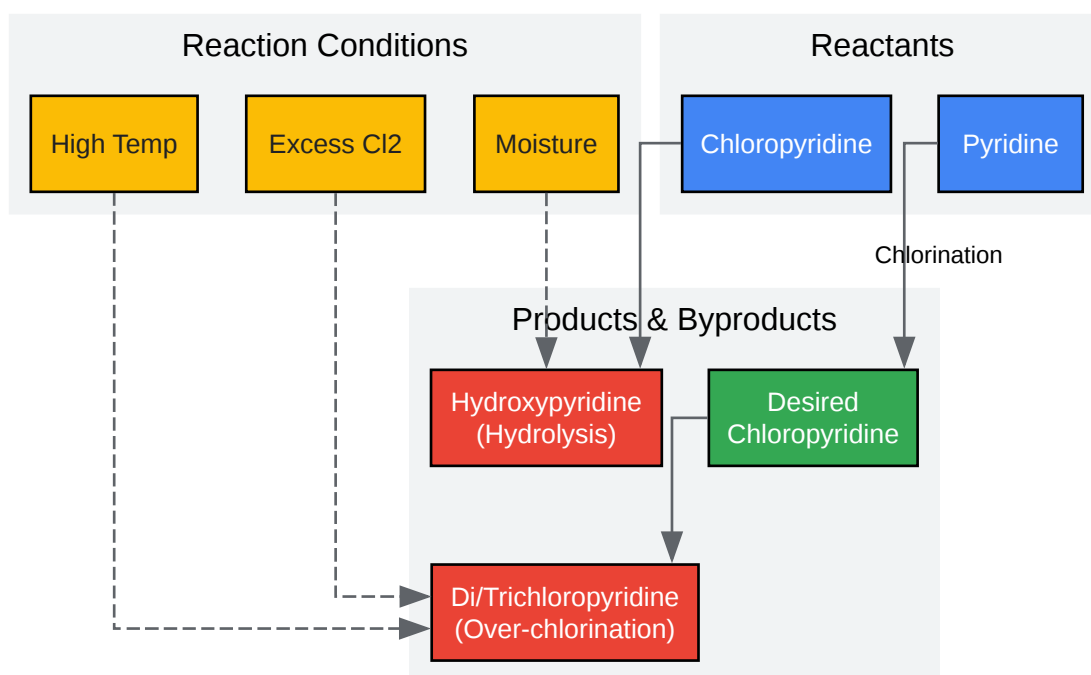 Reaction Conditions
Reactants
High Temp
Excess Cl2
Moisture
Chloropyridine
Pyridine
Chlorination
Products & Byproducts
Hydroxypyridine
(Hydrolysis)
Desired
Chloropyridine
Di/Trichloropyridine
(Over-chlorination)